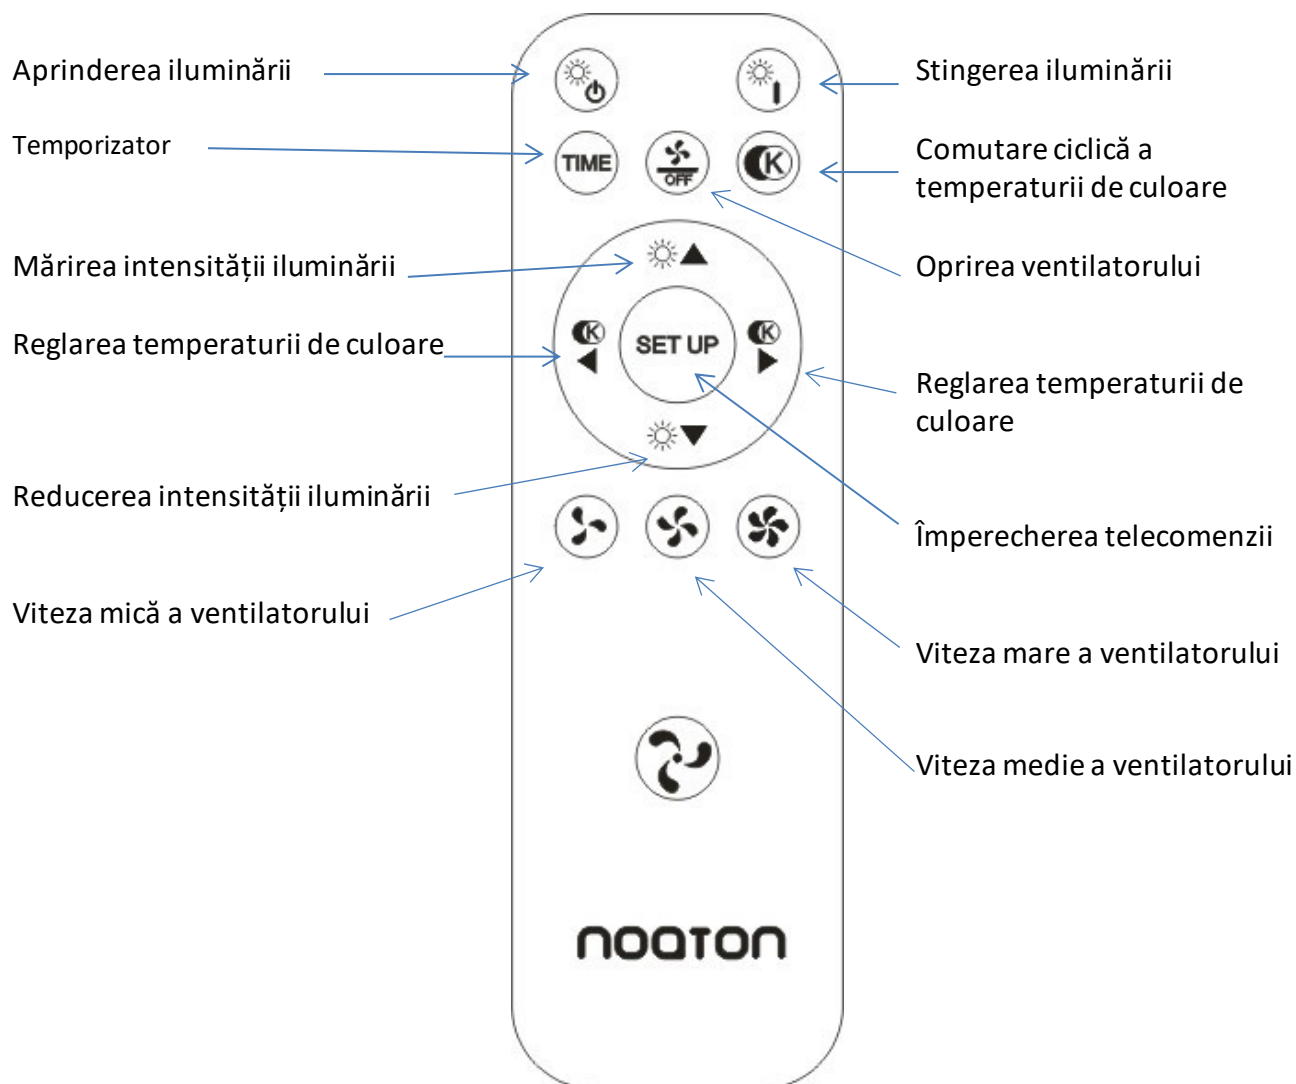 Aprinderea iluminării
Stingerea iluminării
Temporizator
TIME
OFF
K
Comutare ciclică a
temperaturii de culoare
Mărirea intensității iluminării
Oprirea ventilatorului
Reglarea temperaturii de culoare
K
SET UP
K
Reglarea temperaturii de
culoare
Reducerea intensității iluminării
Împerecherea telecomenzii
Viteza mică a ventilatorului
Viteza mare a ventilatorului
Viteza medie a ventilatorului
noaton